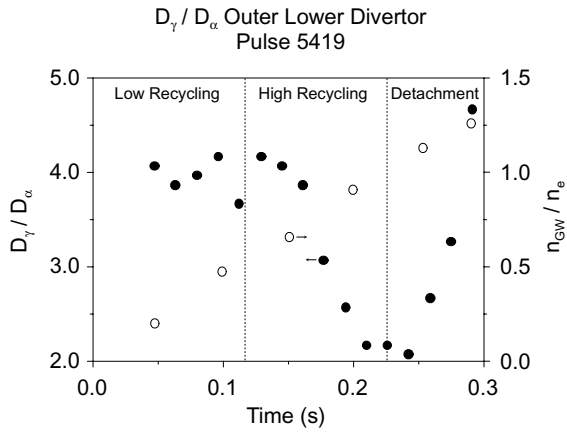 Dγ / Dα Outer Lower Divertor
Pulse 5419
5.0
4.0
3.0
2.0
Dγ / Dα
Low Recycling
High Recycling
Detachment
1.5
1.0
0.5
0.0
nGW / ne
0.0
0.1
0.2
0.3
Time (s)